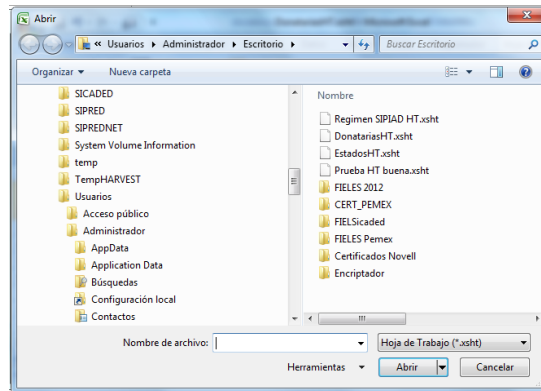 Abrir
« Usuarios ▸ Administrador ▸ Escritorio ▸
Buscar Escritorio
Organizar ▾ Nueva carpeta
SICADED
SIPRED
SIPREDNET
System Volume Information
temp
TempHARVEST
Usuarios
Acceso público
Administrador
AppData
Application Data
Búsquedas
Configuración local
Contactos
Nombre
Regimen SIPIAD HT.xsht
DonatariasHT.xsht
EstadosHT.xsht
Prueba HT buena.xsht
FIELES 2012
CERT_PEMEX
FIELSicaded
FIELES Pemex
Certificados Novell
Encriptador
Nombre de archivo:
Hoja de Trabajo (*.xsht)
Herramientas ▾ Abrir Cancelar